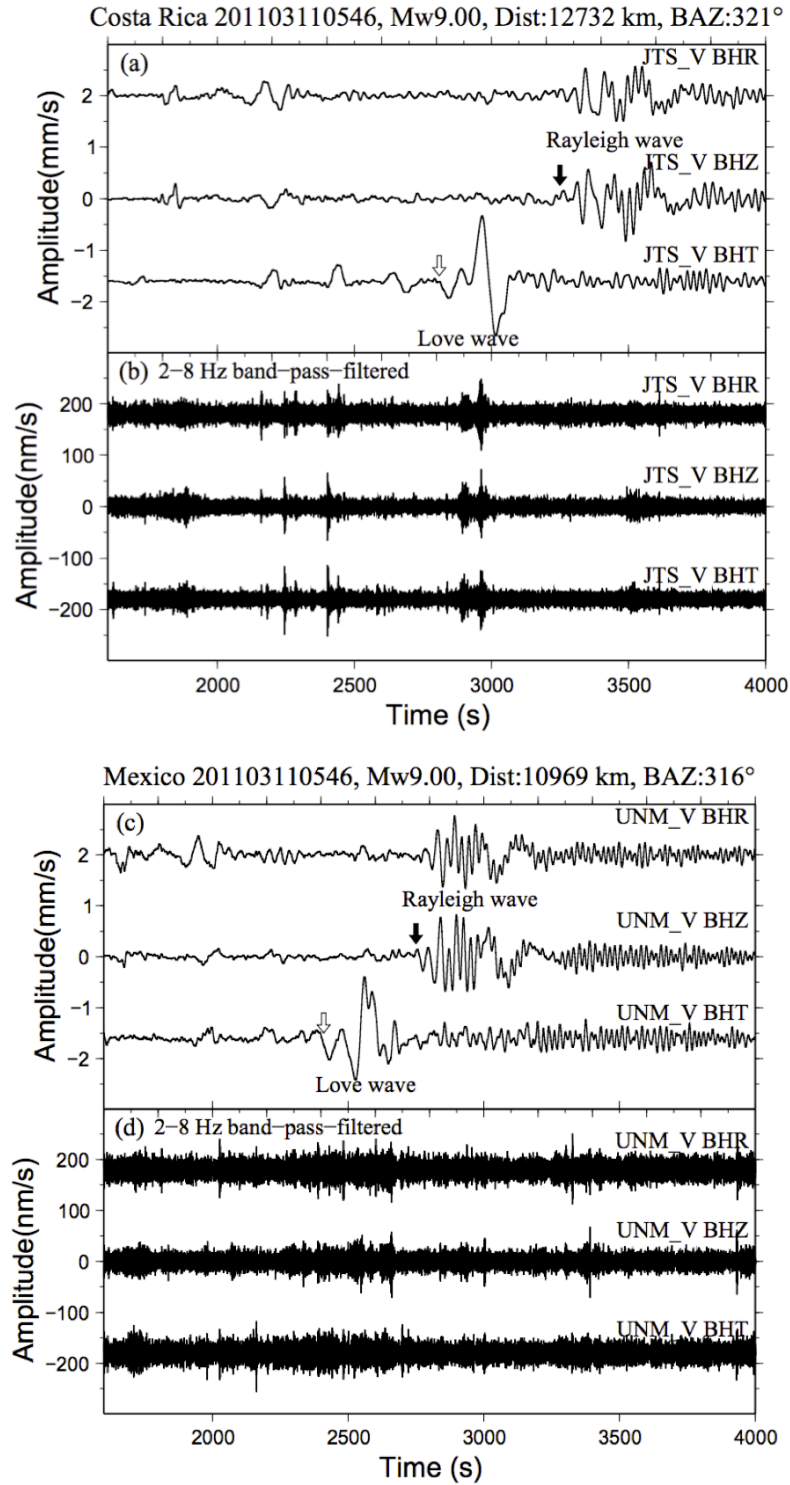 Costa Rica 201103110546, Mw9.00, Dist:12732 km, BAZ:321°
(a)
JTS_V BHR
2
1
Rayleigh wave
JTS_V BHZ
0
−1
JTS_V BHT
−2
Love wave
Amplitude(mm/s)
(b) 2−8 Hz band−pass−filtered
JTS_V BHR
200
100
JTS_V BHZ
0
−100
JTS_V BHT
−200
Amplitude(nm/s)
2000 2500 3000 3500 4000
Time (s)
Mexico 201103110546, Mw9.00, Dist:10969 km, BAZ:316°
(c)
UNM_V BHR
2
1
Rayleigh wave
UNM_V BHZ
0
−1
UNM_V BHT
−2
Love wave
Amplitude(mm/s)
(d) 2−8 Hz band−pass−filtered
UNM_V BHR
200
100
UNM_V BHZ
0
−100
UNM_V BHT
−200
Amplitude(nm/s)
2000 2500 3000 3500 4000
Time (s)